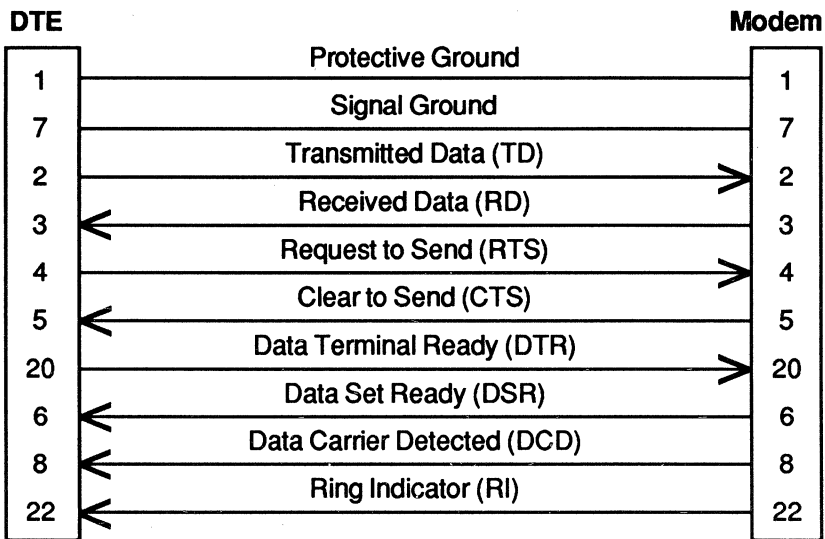 DTE Modem
Protective Ground
1 1
Signal Ground
7 7
Transmitted Data (TD)
2 2
Received Data (RD)
3 3
Request to Send (RTS)
4 4
Clear to Send (CTS)
5 5
Data Terminal Ready (DTR)
20 20
Data Set Ready (DSR)
6 6
Data Carrier Detected (DCD)
8 8
Ring Indicator (RI)
22 22